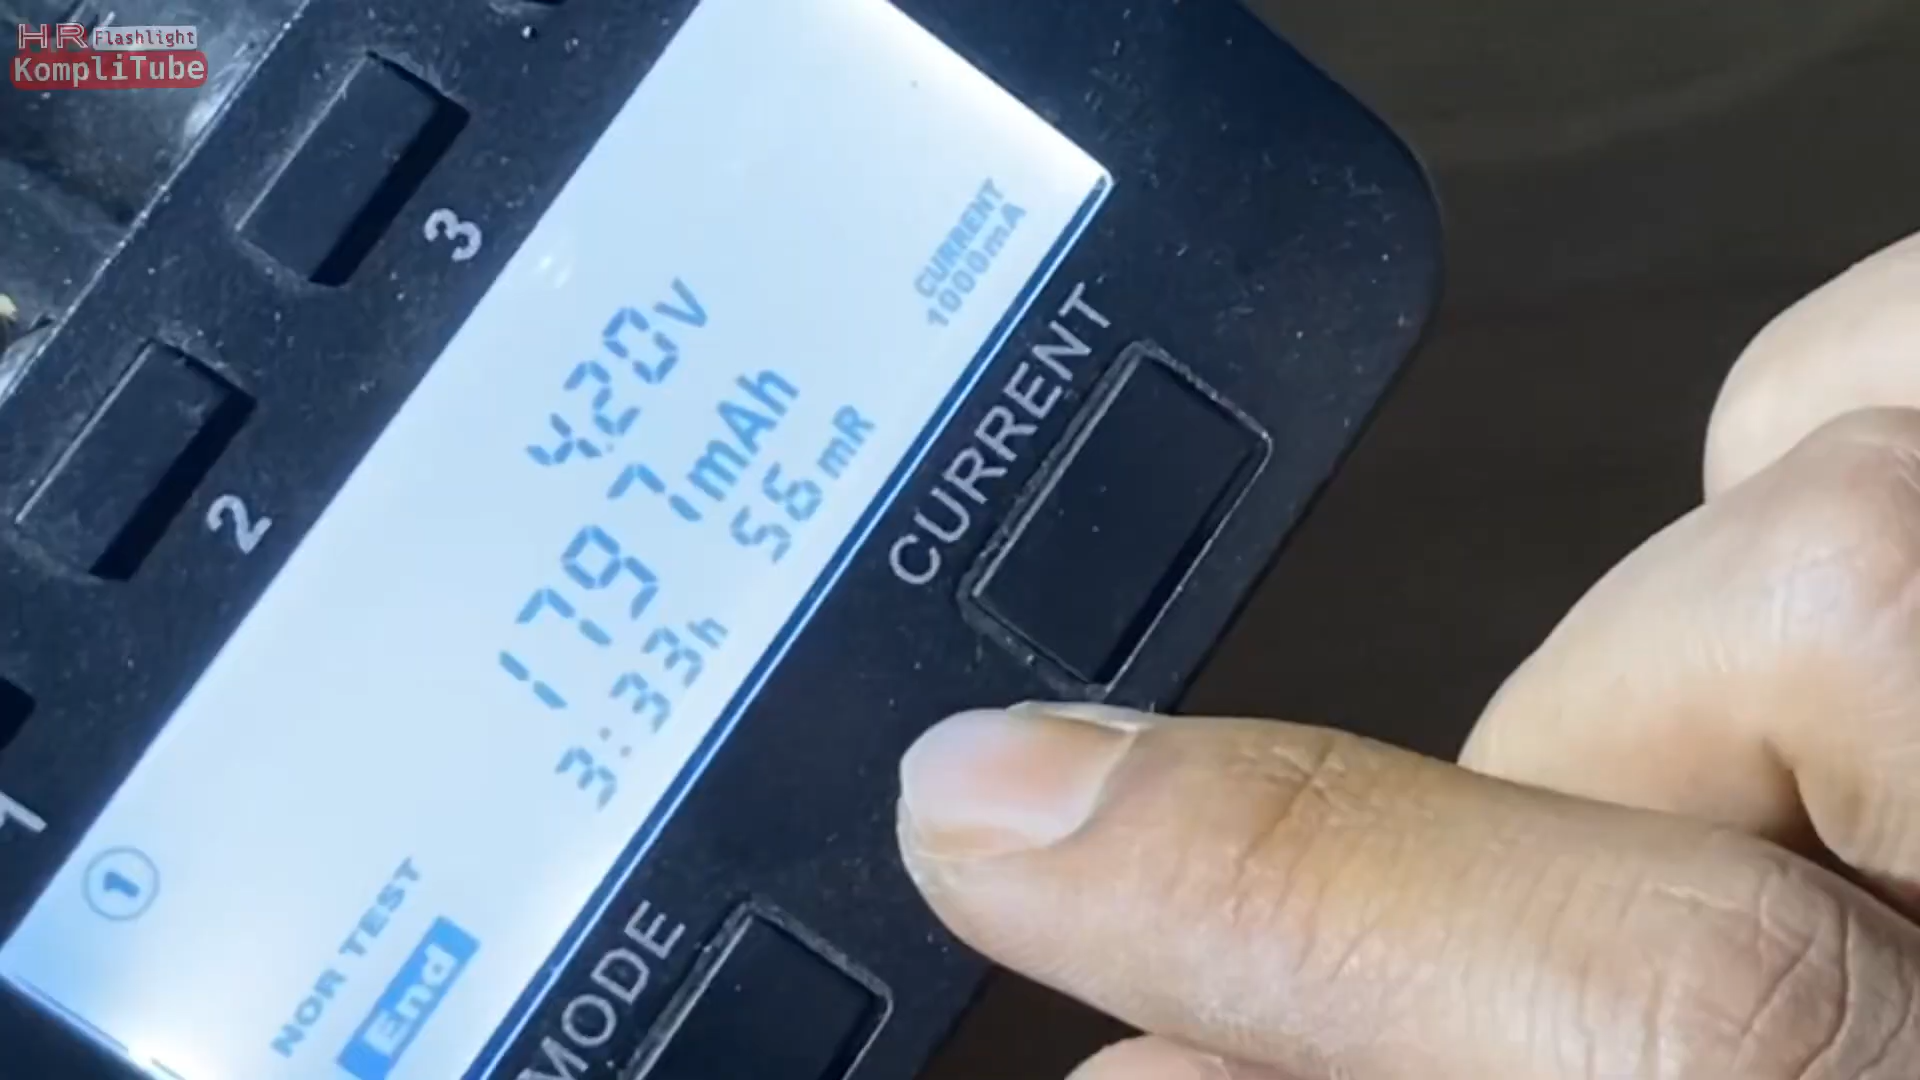 HR Flashlight
KompliTube
3
2
1
CURRENT
1000mA
4.20V
1797mAh
56mR
3:33h
1
NOR TEST
End
CURRENT
MODE